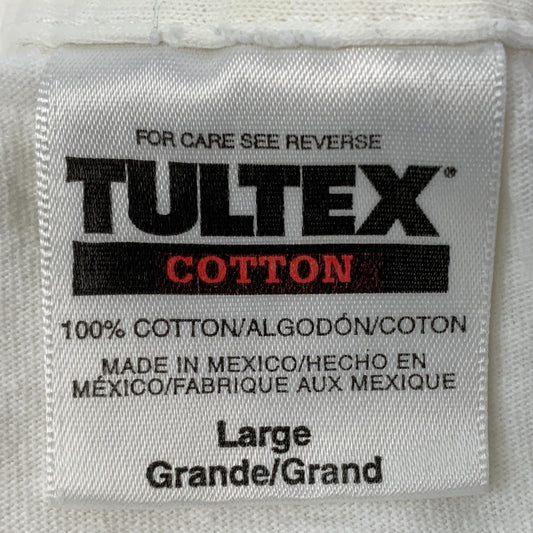 FOR CARE SEE REVERSE
TULTEX®
COTTON
100% COTTON/ALGODÓN/COTON
MADE IN MEXICO/HECHO EN
MÉXICO/FABRIQUE AUX MEXIQUE
Large
Grande/Grand